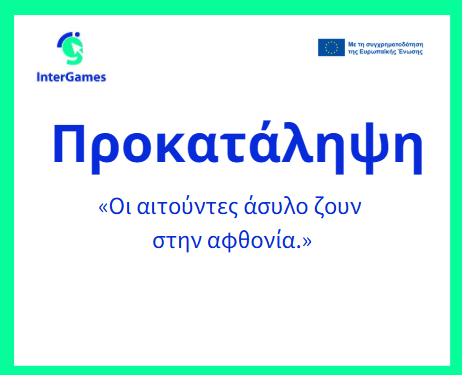 InterGames
Με τη συγχρηματοδότηση
της Ευρωπαϊκής Ένωσης
Προκατάληψη
«Οι αιτούντες άσυλο ζουν
στην αφθονία.»